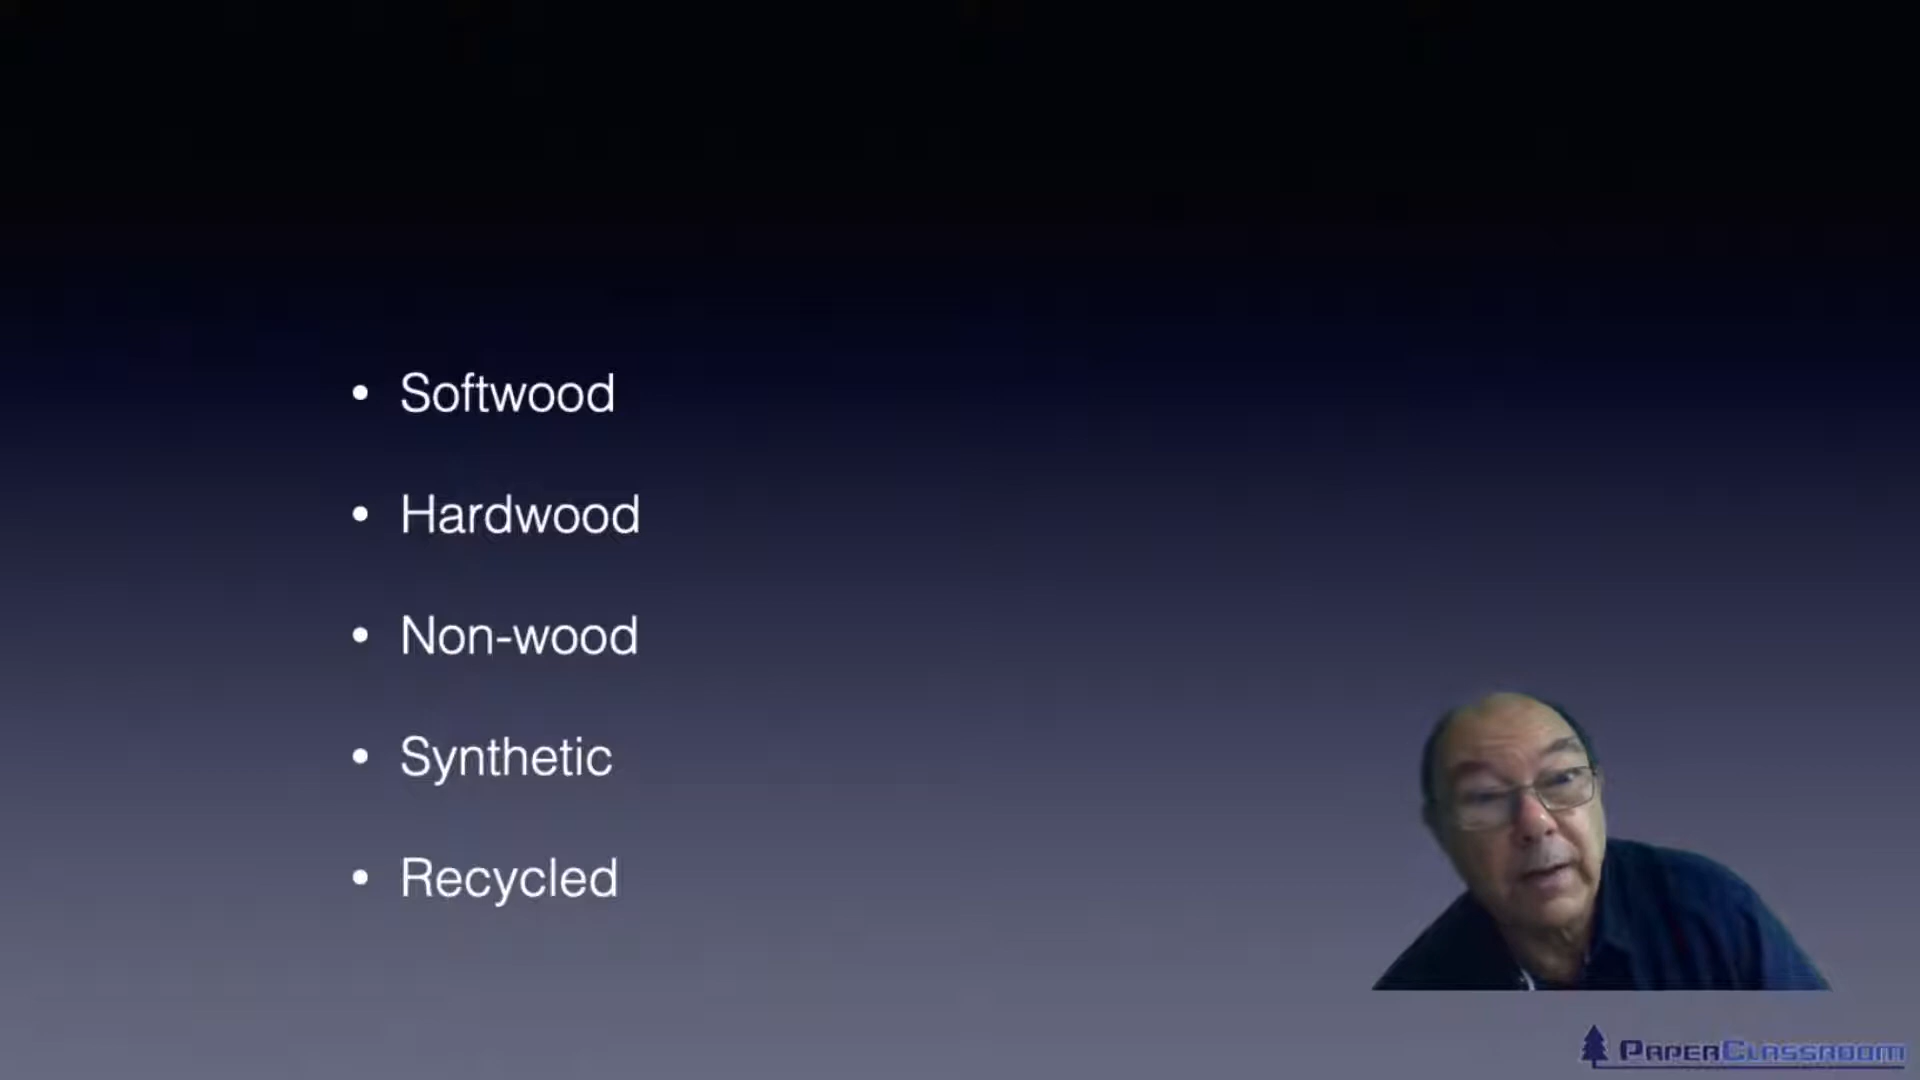 • Softwood
• Hardwood
• Non-wood
• Synthetic
• Recycled
PaperClassroom